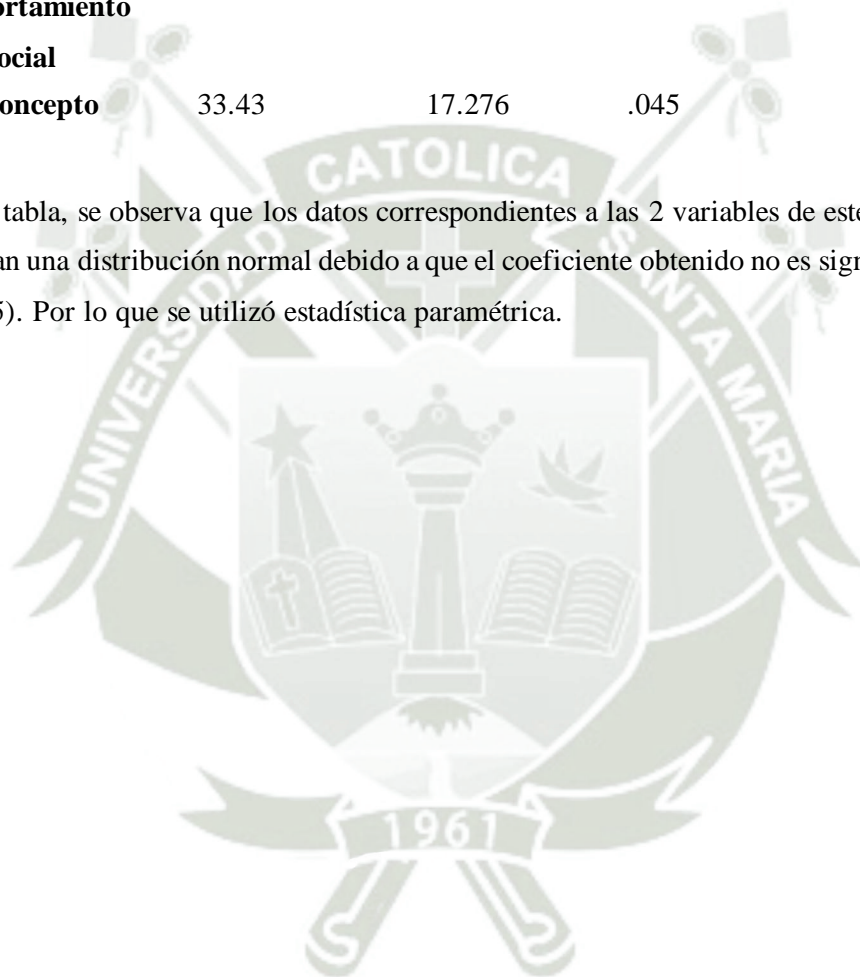 ortamiento
ocial
oncepto 33.43 17.276 .045
tabla, se observa que los datos correspondientes a las 2 variables de este
an una distribución normal debido a que el coeficiente obtenido no es sign
). Por lo que se utilizó estadística paramétrica.
UNIVERSIDAD CATOLICA SANTA MARIA
1961